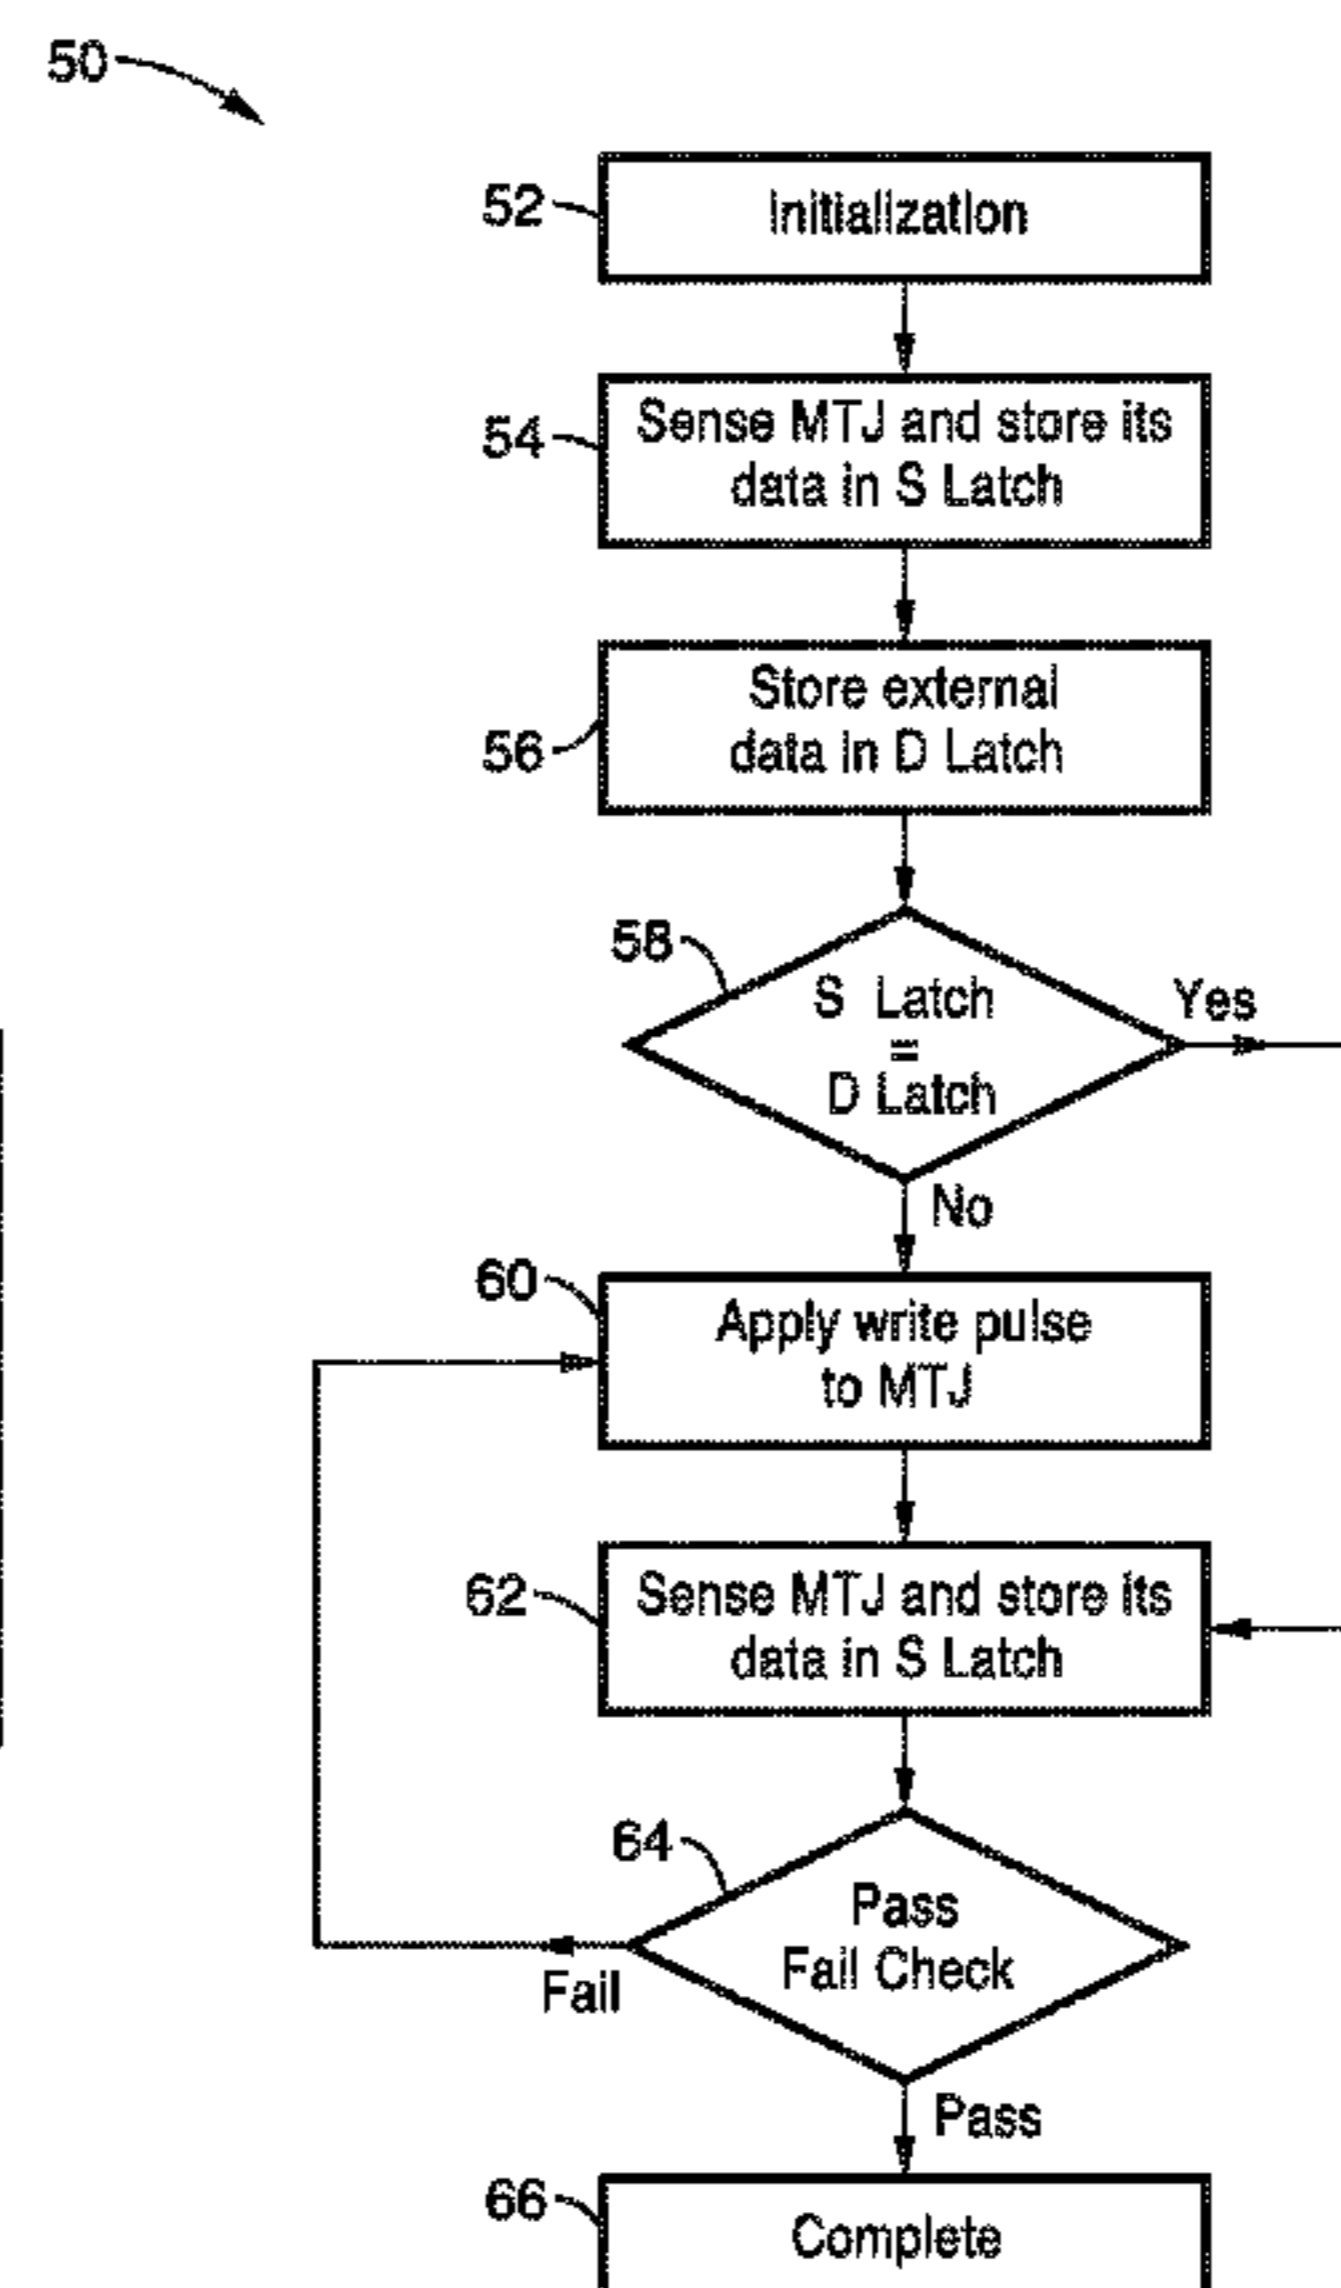 50
52
Initialization
54
Sense MTJ and store its
data in S Latch
56
Store external
data in D Latch
58
S Latch
=
D Latch
Yes
No
60
Apply write pulse
to MTJ
62
Sense MTJ and store its
data in S Latch
64
Pass
Fail Check
Fail
Pass
66
Complete